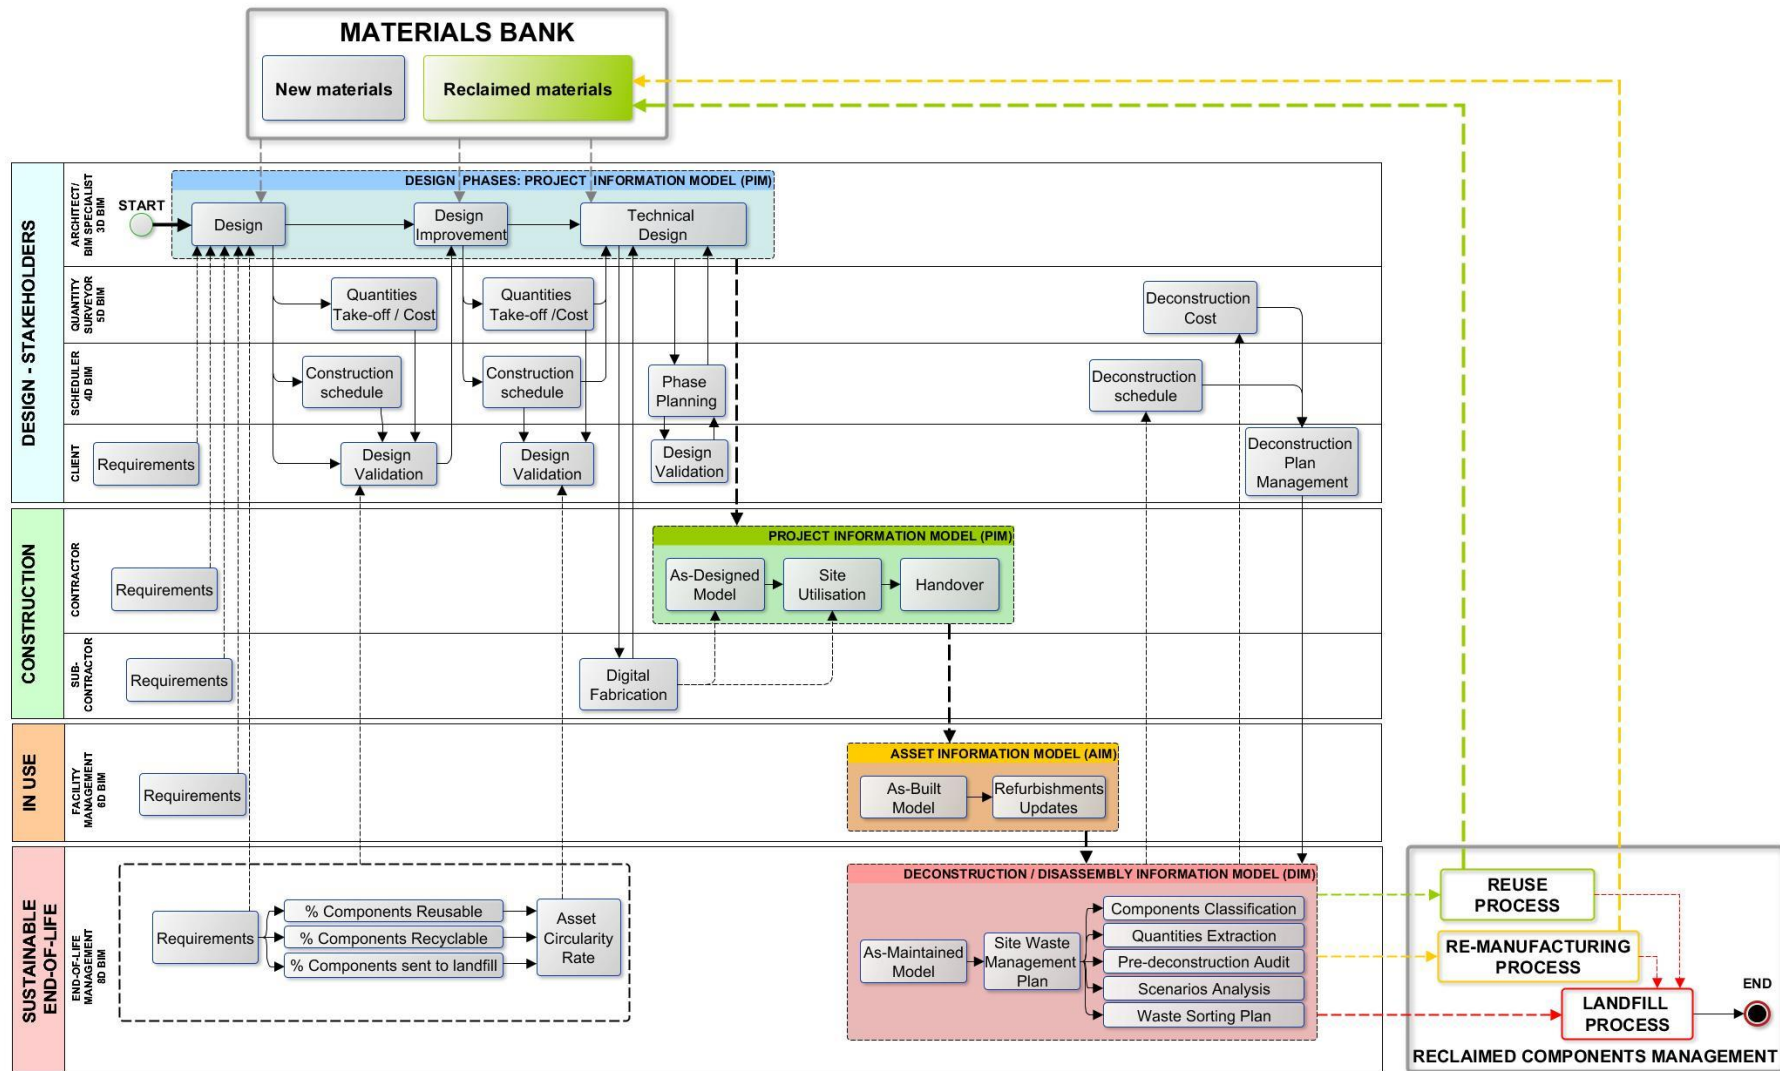 MATERIALS BANK
New materials
Reclaimed materials
DESIGN - STAKEHOLDERS
ARCHITECT/
BIM SPECIALIST
3D BIM
START
DESIGN PHASES: PROJECT INFORMATION MODEL (PIM)
Design
Design
Improvement
Technical
Design
QUANTITY
SURVEYOR
5D BIM
Quantities
Take-off / Cost
Quantities
Take-off /Cost
Deconstruction
Cost
SCHEDULER
4D BIM
Construction
schedule
Construction
schedule
Phase
Planning
Deconstruction
schedule
CLIENT
Requirements
Design
Validation
Design
Validation
Design
Validation
Deconstruction
Plan
Management
CONSTRUCTION
CONTRACTOR
Requirements
PROJECT INFORMATION MODEL (PIM)
As-Designed
Model
Site
Utilisation
Handover
SUB-
CONTRACTOR
Requirements
Digital
Fabrication
IN USE
FACILITY
MANAGEMENT
6D BIM
Requirements
ASSET INFORMATION MODEL (AIM)
As-Built
Model
Refurbishments
Updates
SUSTAINABLE
END-OF-LIFE
END-OF-LIFE
MANAGEMENT
8D BIM
Requirements
% Components Reusable
% Components Recyclable
% Components sent to landfill
Asset
Circularity
Rate
DECONSTRUCTION / DISASSEMBLY INFORMATION MODEL (DIM)
As-Maintained
Model
Site Waste
Management
Plan
Components Classification
Quantities Extraction
Pre-deconstruction Audit
Scenarios Analysis
Waste Sorting Plan
REUSE
PROCESS
RE-MANUFACTURING
PROCESS
LANDFILL
PROCESS
END
RECLAIMED COMPONENTS MANAGEMENT